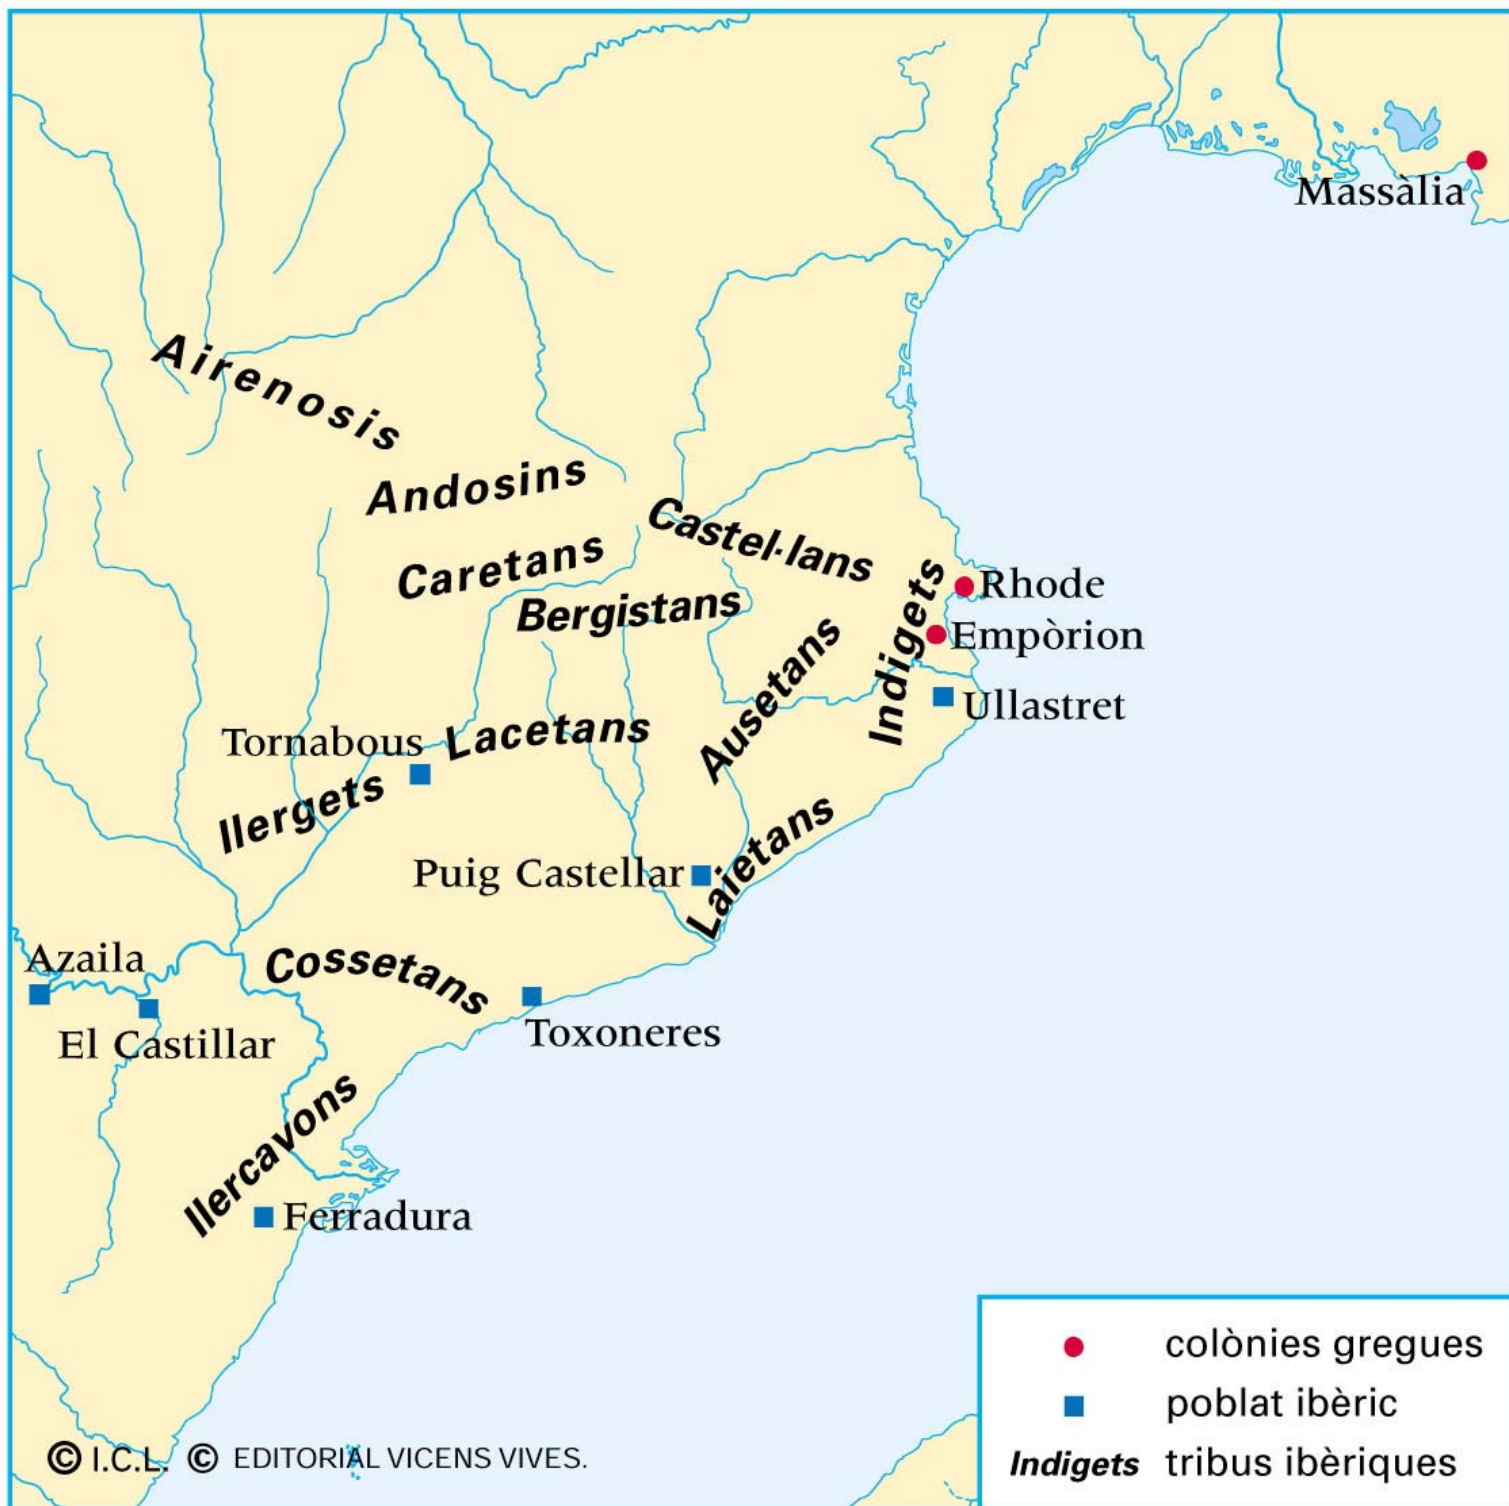 Massàlia
Airenosis
Andosins
Castel·lans
Caretans
Rhode
Bergistans
Indigets
Empòrion
Ausetans
Ullastret
Tornabous
Lacetans
Ilergets
Laietans
Puig Castellar
Azaila
Cossetans
El Castillar
Toxoneres
Ilercavons
Ferradura
colònies gregues
poblat ibèric
Indigets tribus ibèriques
© I.C.L. © EDITORIAL VICENS VIVES.